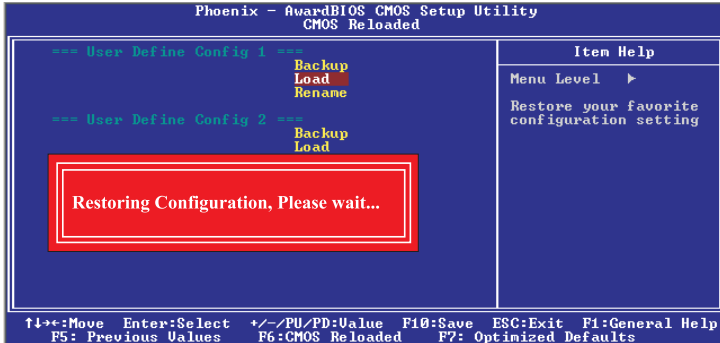 Phoenix - AwardBIOS CMOS Setup Utility
CMOS Reloaded
=== User Define Config 1 ===
Backup
Load
Rename
=== User Define Config 2 ===
Backup
Load
Restoring Configuration, Please wait...
Item Help
Menu Level ▶
Restore your favorite
configuration setting
↑↓→←:Move Enter:Select +/-/PU/PD:Value F10:Save ESC:Exit F1:General Help
F5: Previous Values F6:CMOS Reloaded F7: Optimized Defaults